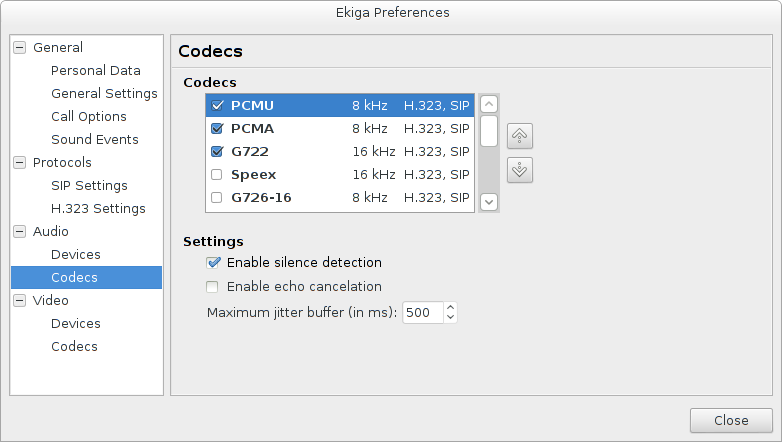 Ekiga Preferences
General
Personal Data
General Settings
Call Options
Sound Events
Protocols
SIP Settings
H.323 Settings
Audio
Devices
Codecs
Video
Devices
Codecs
Codecs
Codecs
PCMU 8 kHz H.323, SIP
PCMA 8 kHz H.323, SIP
G722 16 kHz H.323, SIP
Speex 16 kHz H.323, SIP
G726-16 8 kHz H.323, SIP
Settings
Enable silence detection
Enable echo cancelation
Maximum jitter buffer (in ms): 500
Close